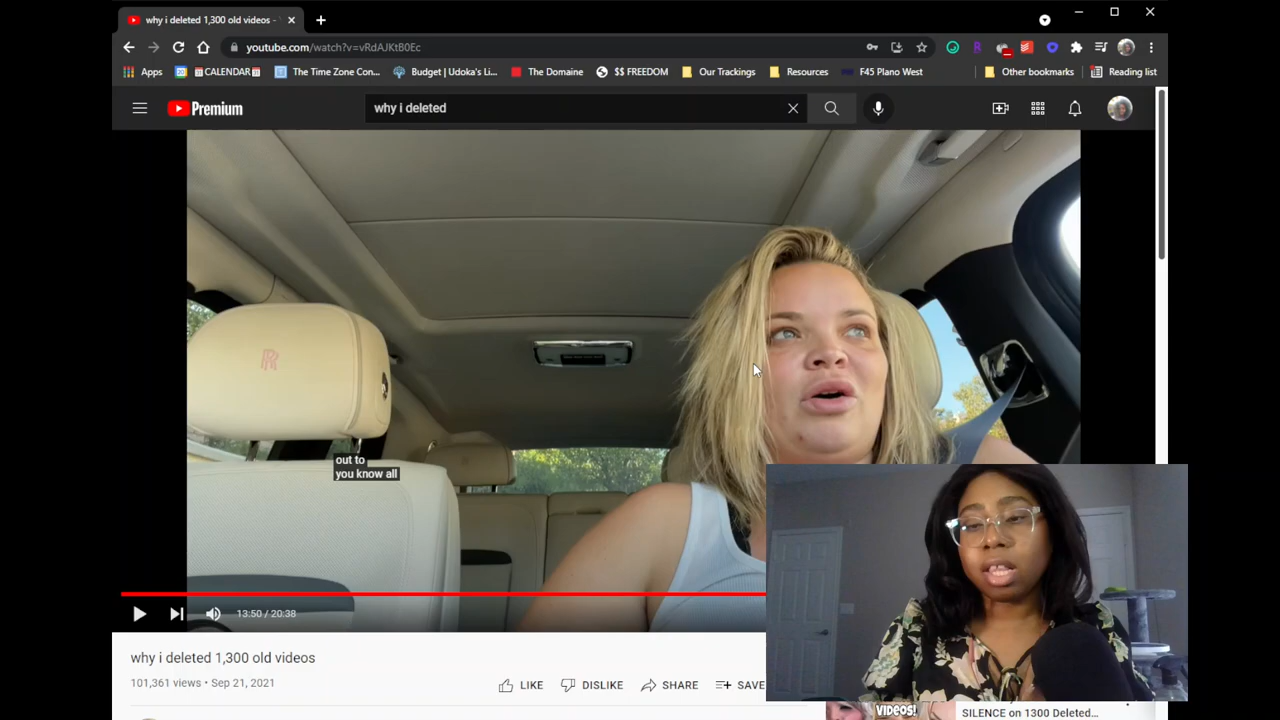 why i deleted 1,300 old videos -
youtube.com/watch?v=vRdAJKtB0Ec
Apps
CALENDAR
The Time Zone Con...
Budget | Udoka's Li...
The Domaine
$$ FREEDOM
Our Trackings
Resources
F45 Plano West
Other bookmarks
Reading list
Premium
why i deleted
RR
out to
you know all
13:50 / 20:38
why i deleted 1,300 old videos
101,361 views • Sep 21, 2021
LIKE
DISLIKE
SHARE
SAVE
VIDEOS!
SILENCE on 1300 Deleted...